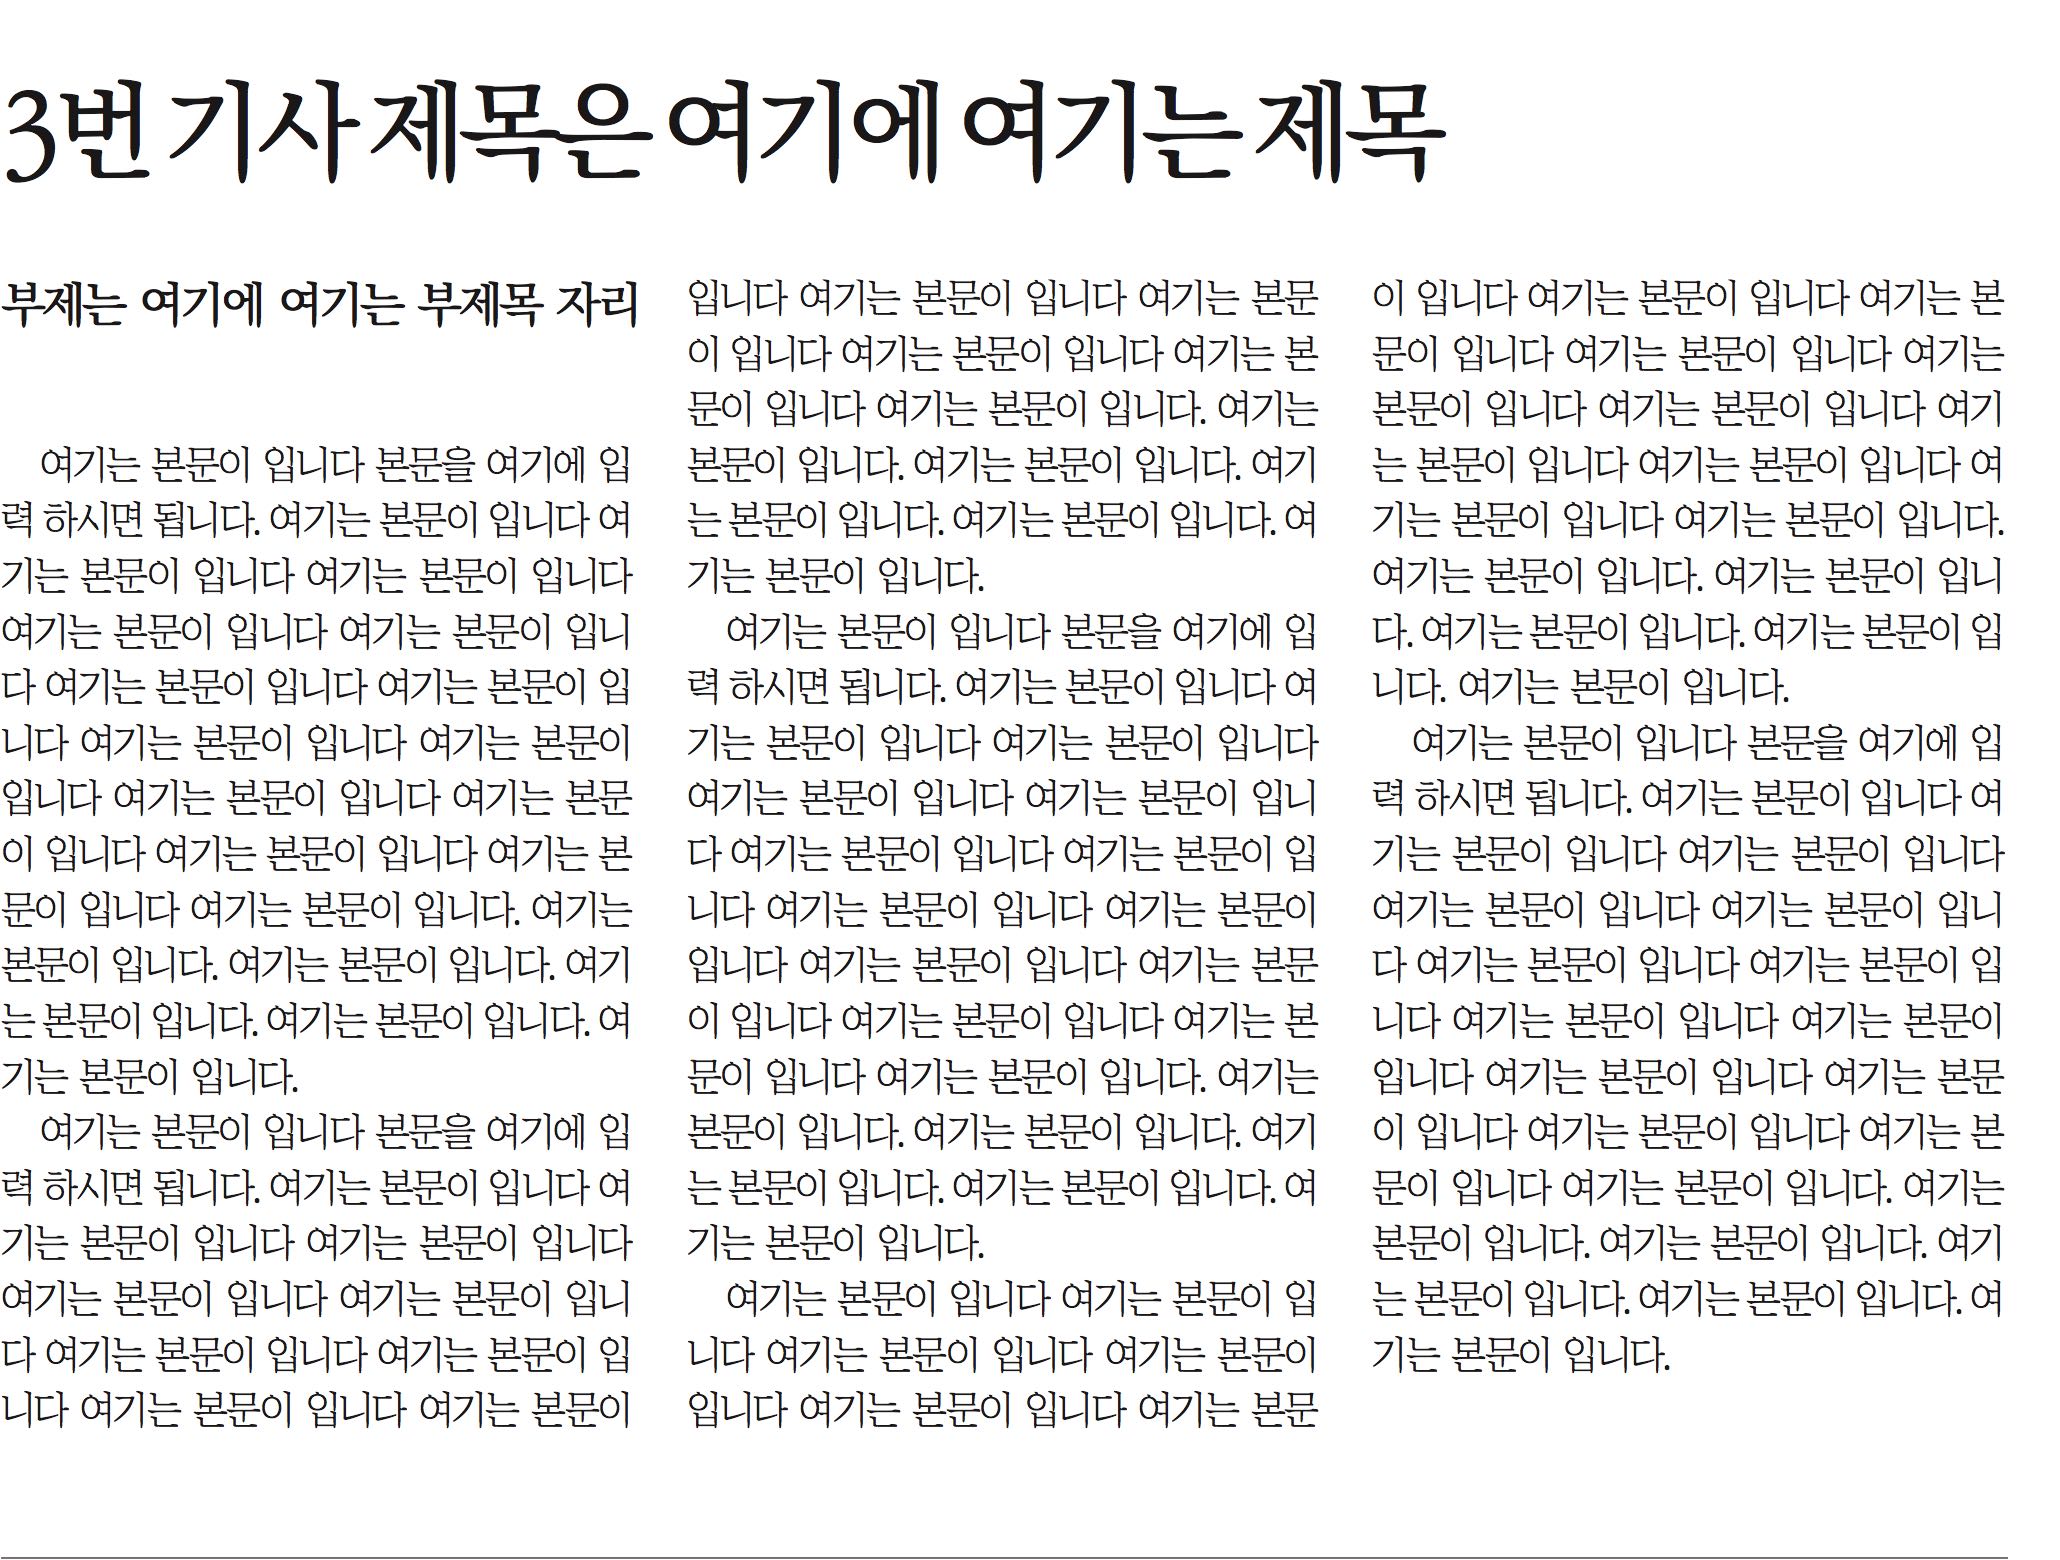 3번 기사 제목은 여기에 여기는 제목
부제는 여기에 여기는 부제목 자리
여기는 본문이 입니다 본문을 여기에 입
력 하시면 됩니다. 여기는 본문이 입니다 여
기는 본문이 입니다 여기는 본문이 입니다
여기는 본문이 입니다 여기는 본문이 입니
다 여기는 본문이 입니다 여기는 본문이 입
니다 여기는 본문이 입니다 여기는 본문이
입니다 여기는 본문이 입니다 여기는 본문
이 입니다 여기는 본문이 입니다 여기는 본
문이 입니다 여기는 본문이 입니다. 여기는
본문이 입니다. 여기는 본문이 입니다. 여기
는 본문이 입니다. 여기는 본문이 입니다. 여
기는 본문이 입니다.
여기는 본문이 입니다 본문을 여기에 입
력 하시면 됩니다. 여기는 본문이 입니다 여
기는 본문이 입니다 여기는 본문이 입니다
여기는 본문이 입니다 여기는 본문이 입니
다 여기는 본문이 입니다 여기는 본문이 입
니다 여기는 본문이 입니다 여기는 본문이
입니다 여기는 본문이 입니다 여기는 본문
이 입니다 여기는 본문이 입니다 여기는 본
문이 입니다 여기는 본문이 입니다. 여기는
본문이 입니다. 여기는 본문이 입니다. 여기
는 본문이 입니다. 여기는 본문이 입니다. 여
기는 본문이 입니다.
여기는 본문이 입니다 본문을 여기에 입
력 하시면 됩니다. 여기는 본문이 입니다 여
기는 본문이 입니다 여기는 본문이 입니다
여기는 본문이 입니다 여기는 본문이 입니
다 여기는 본문이 입니다 여기는 본문이 입
니다 여기는 본문이 입니다 여기는 본문이
입니다 여기는 본문이 입니다 여기는 본문
이 입니다 여기는 본문이 입니다 여기는 본
문이 입니다 여기는 본문이 입니다. 여기는
본문이 입니다. 여기는 본문이 입니다. 여기
는 본문이 입니다. 여기는 본문이 입니다. 여
기는 본문이 입니다.
여기는 본문이 입니다 여기는 본문이 입
니다 여기는 본문이 입니다 여기는 본문이
입니다 여기는 본문이 입니다 여기는 본문
이 입니다 여기는 본문이 입니다 여기는 본
문이 입니다 여기는 본문이 입니다 여기는
본문이 입니다 여기는 본문이 입니다 여기
는 본문이 입니다 여기는 본문이 입니다 여
기는 본문이 입니다 여기는 본문이 입니다.
여기는 본문이 입니다. 여기는 본문이 입니
다. 여기는 본문이 입니다. 여기는 본문이 입
니다. 여기는 본문이 입니다.
여기는 본문이 입니다 본문을 여기에 입
력 하시면 됩니다. 여기는 본문이 입니다 여
기는 본문이 입니다 여기는 본문이 입니다
여기는 본문이 입니다 여기는 본문이 입니
다 여기는 본문이 입니다 여기는 본문이 입
니다 여기는 본문이 입니다 여기는 본문이
입니다 여기는 본문이 입니다 여기는 본문
이 입니다 여기는 본문이 입니다 여기는 본
문이 입니다 여기는 본문이 입니다. 여기는
본문이 입니다. 여기는 본문이 입니다. 여기
는 본문이 입니다. 여기는 본문이 입니다. 여
기는 본문이 입니다.